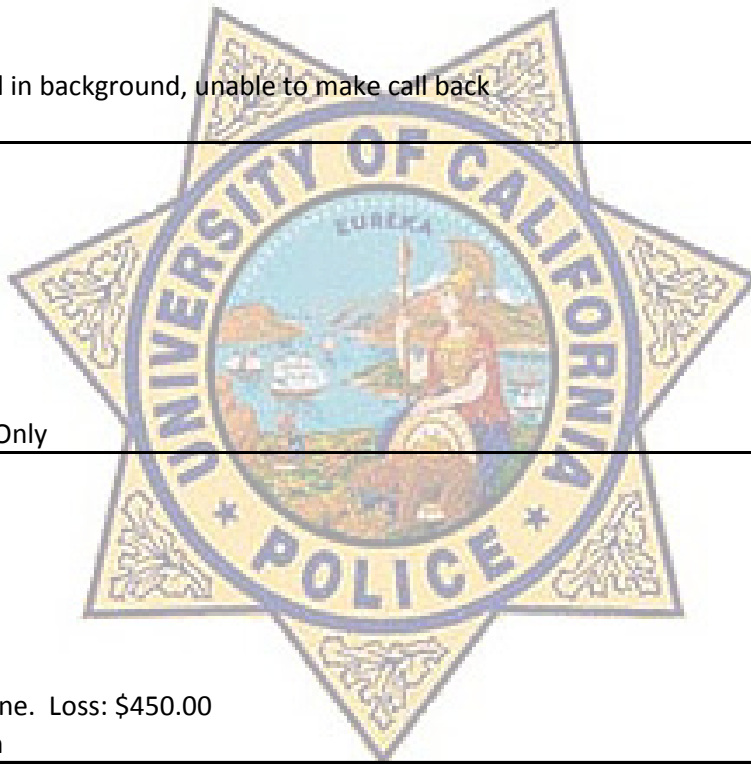 in background, unable to make call back
UNIVERSITY OF CALIFORNIA
EUREKA
Only
POLICE
ne. Loss: $450.00